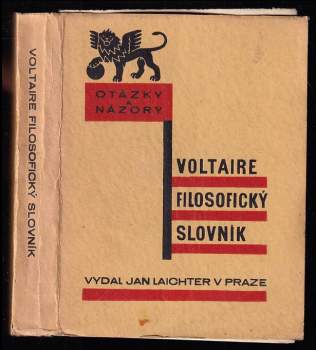 VOLTAIRE FILOSOFICKÝ SLOVNÍK
OTÁZKY
A
NÁZORY
VOLTAIRE
FILOSOFICKÝ
SLOVNÍK
VYDAL JAN LAICHTER V PRAZE